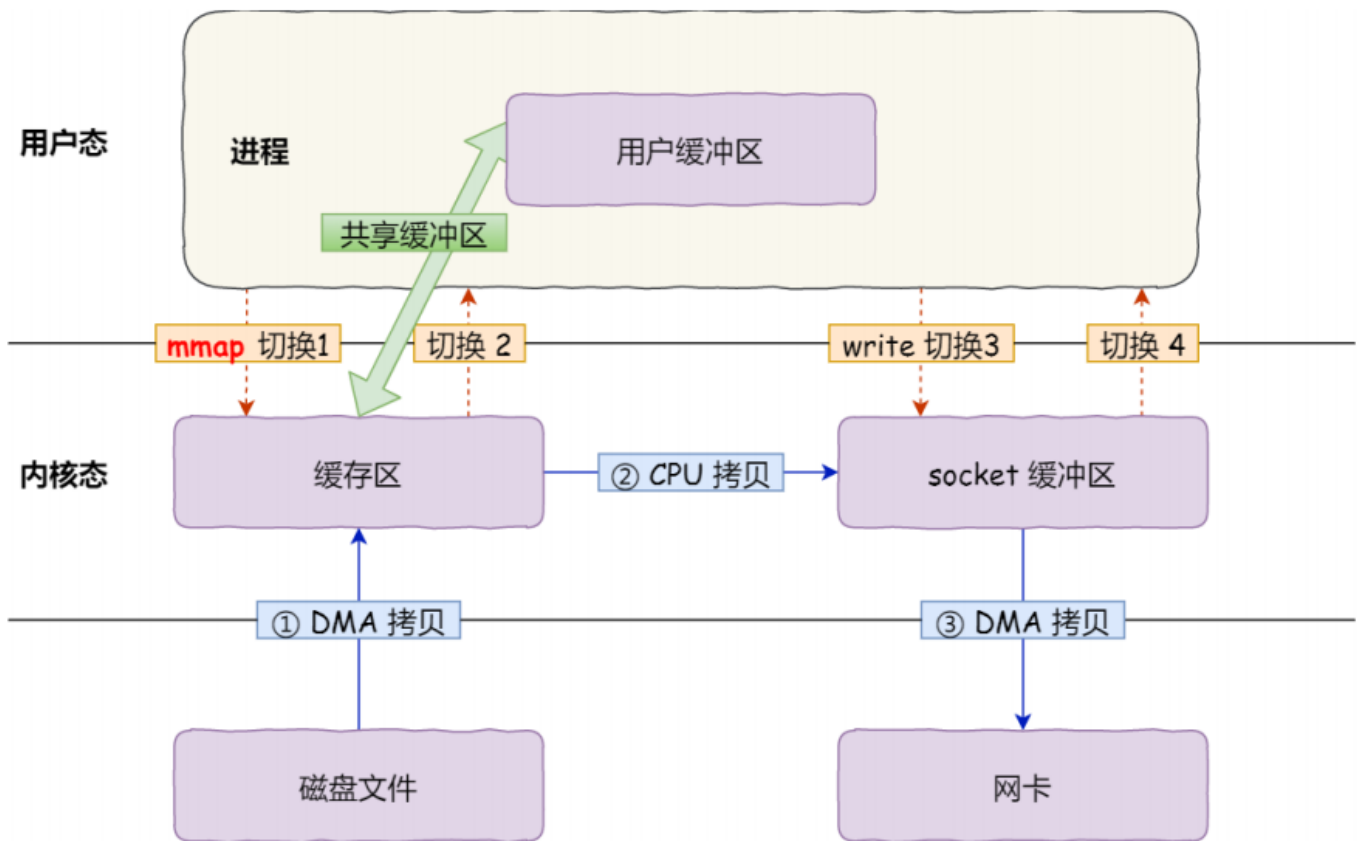 用户态
进程
用户缓冲区
共享缓冲区
mmap 切换1
切换 2
write 切换3
切换 4
内核态
缓存区
② CPU 拷贝
socket 缓冲区
① DMA 拷贝
③ DMA 拷贝
磁盘文件
网卡